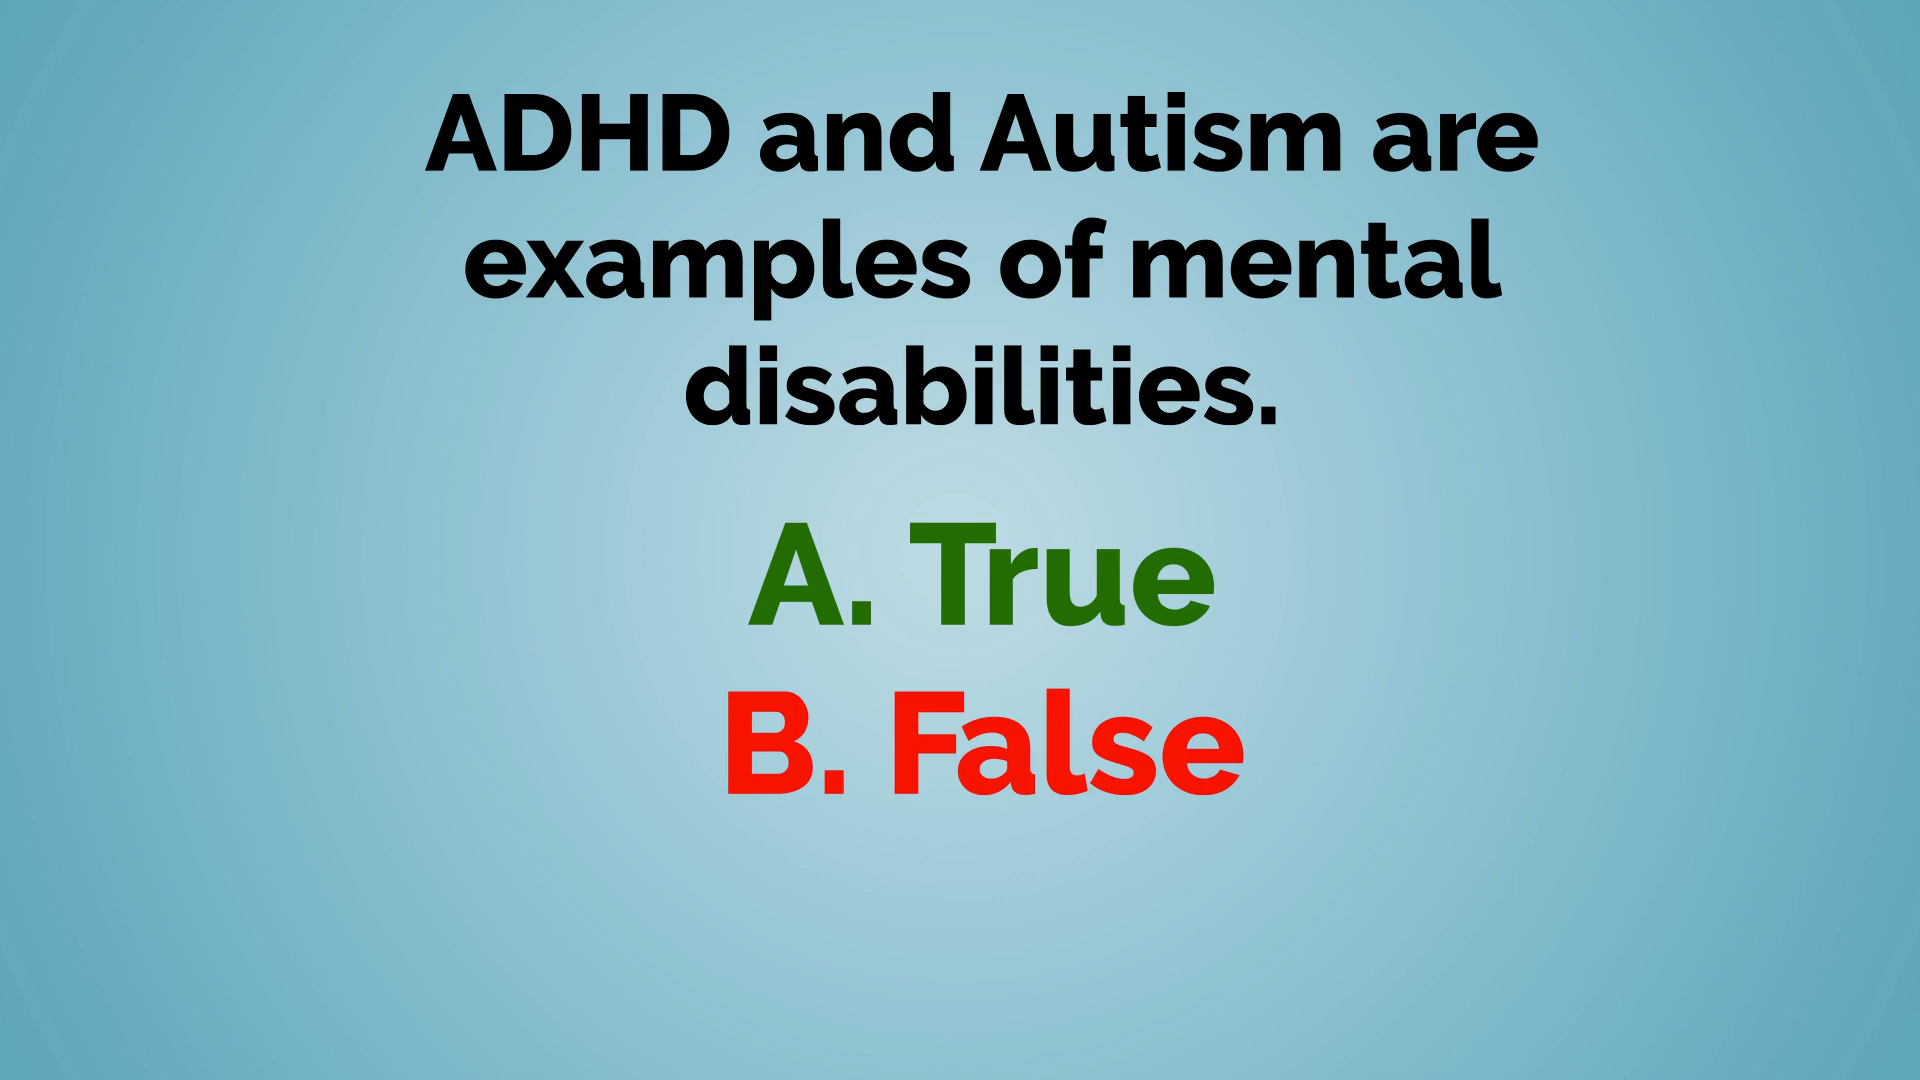 ADHD and Autism are
examples of mental
disabilities.
A. True
B. False